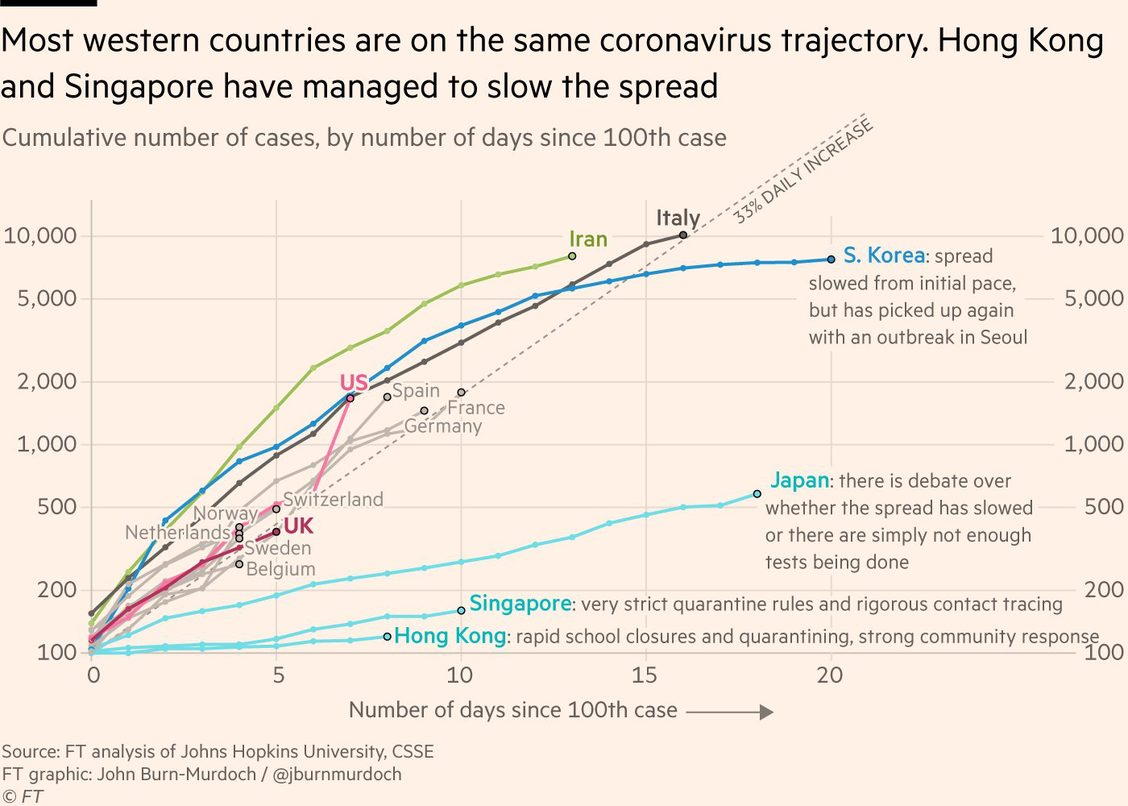 Most western countries are on the same coronavirus trajectory. Hong Kong
and Singapore have managed to slow the spread
Cumulative number of cases, by number of days since 100th case
33% DAILY INCREASE
Italy
Iran
10,000
10,000
S. Korea: spread
slowed from initial pace,
but has picked up again
with an outbreak in Seoul
5,000
5,000
US
Spain
2,000
2,000
France
Germany
1,000
1,000
Japan: there is debate over
whether the spread has slowed
or there are simply not enough
tests being done
Switzerland
500
500
Norway
UK
Netherlands
Sweden
Belgium
200
200
Singapore: very strict quarantine rules and rigorous contact tracing
Hong Kong: rapid school closures and quarantining, strong community response
100
100
0
5
10
15
20
Number of days since 100th case
Source: FT analysis of Johns Hopkins University, CSSE
FT graphic: John Burn-Murdoch / @jburnmurdoch
© FT